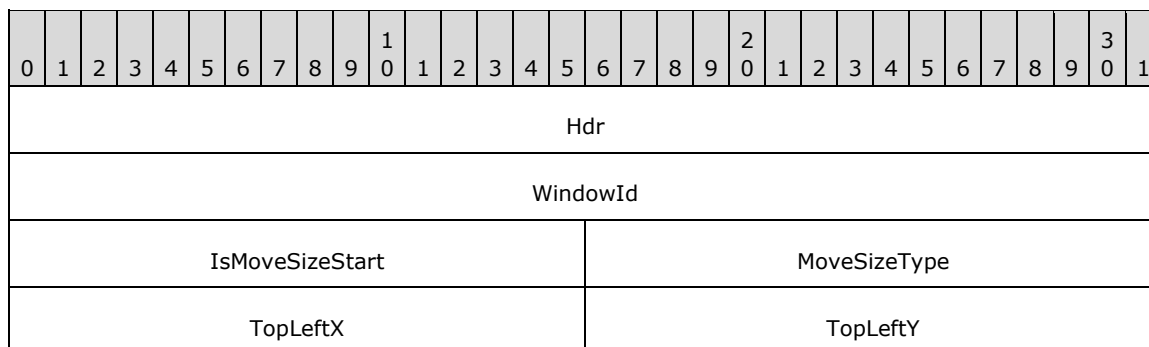 1 2 3
0 1 2 3 4 5 6 7 8 9 0 1 2 3 4 5 6 7 8 9 0 1 2 3 4 5 6 7 8 9 0 1
Hdr
WindowId
IsMoveSizeStart MoveSizeType
TopLeftX TopLeftY